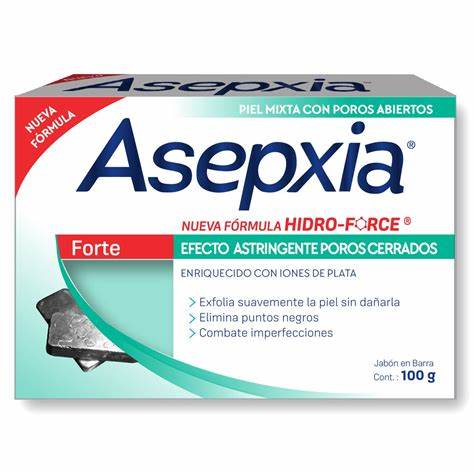 NUEVA
FÓRMULA
Asepxia
PIEL MIXTA CON POROS ABIERTOS
Asepxia®
NUEVA FÓRMULA HIDRO-FORCE®
Forte
EFECTO ASTRINGENTE POROS CERRADOS
ENRIQUECIDO CON IONES DE PLATA
> Exfolia suavemente la piel sin dañarla
> Elimina puntos negros
> Combate imperfecciones
Jabón en Barra
Cont.: 100 g